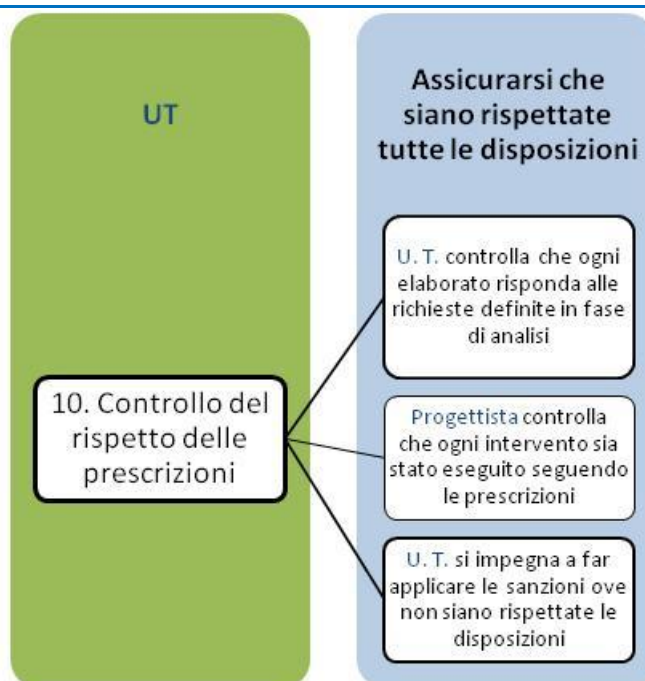 UT
10. Controllo del
rispetto delle
prescrizioni
Assicurarsi che
siano rispettate
tutte le disposizioni
U. T. controlla che ogni
elaborato risponda alle
richieste definite in fase
di analisi
Progettista controlla
che ogni intervento sia
stato eseguito seguendo
le prescrizioni
U. T. si impegna a far
applicare le sanzioni ove
non siano rispettate le
disposizioni